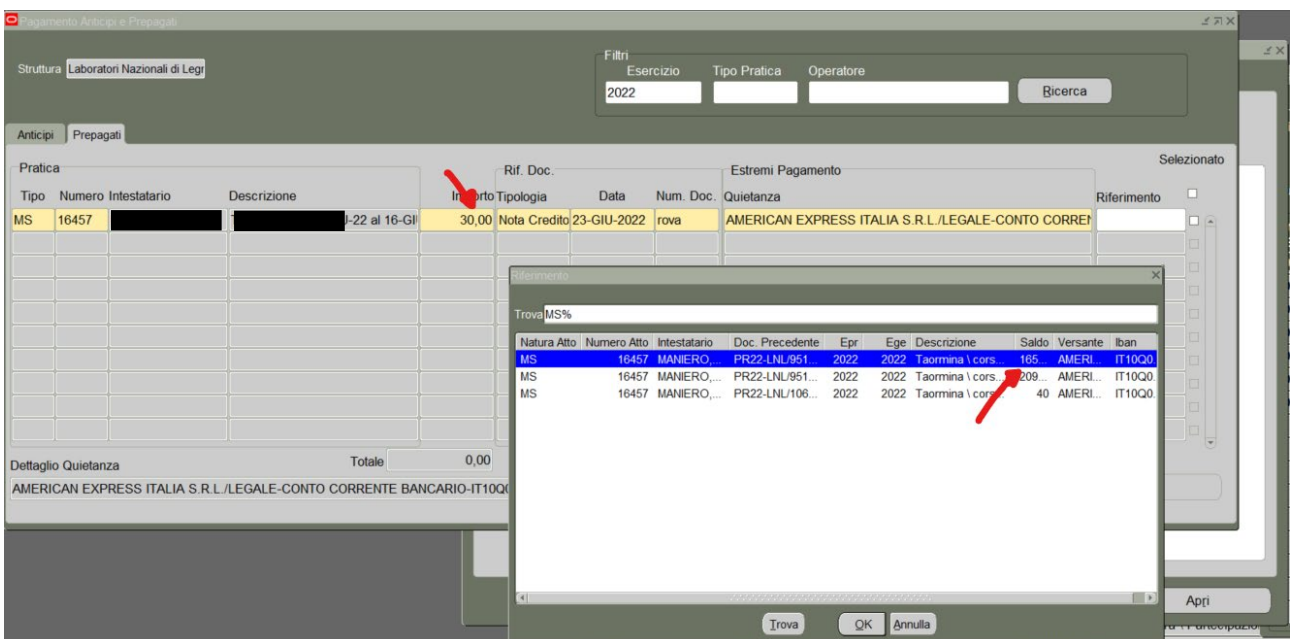 Pagamento Anticipi e Prepagati
Struttura Laboratori Nazionali di Legr
Filtri
Esercizio Tipo Pratica Operatore
2022 Ricerca
Anticipi Prepagati
Selezionato
Pratica Rif. Doc. Estremi Pagamento
Tipo Numero Intestatario Descrizione Tipologia Data Num. Doc. Quietanza Riferimento
MS 16457 -22 al 16-GI 30,00 Nota Credito 23-GIU-2022 rova AMERICAN EXPRESS ITALIA S.R.L./LEGALE-CONTO CORREN
Riferimento
Trova MS%
Natura Atto Numero Atto Intestatario Doc. Precedente Epr Ege Descrizione Saldo Versante Iban
MS 16457 MANIERO,... PR22-LNL/951... 2022 2022 Taormina \ cors... 165... AMERI... IT10Q0.
MS 16457 MANIERO,... PR22-LNL/951... 2022 2022 Taormina \ cors... 209... AMERI... IT10Q0.
MS 16457 MANIERO,... PR22-LNL/106... 2022 2022 Taormina \ cors... 40 AMERI... IT10Q0.
Dettaglio Quietanza Totale 0,00
AMERICAN EXPRESS ITALIA S.R.L./LEGALE-CONTO CORRENTE BANCARIO-IT10Q0
Trova OK Annulla
Apri